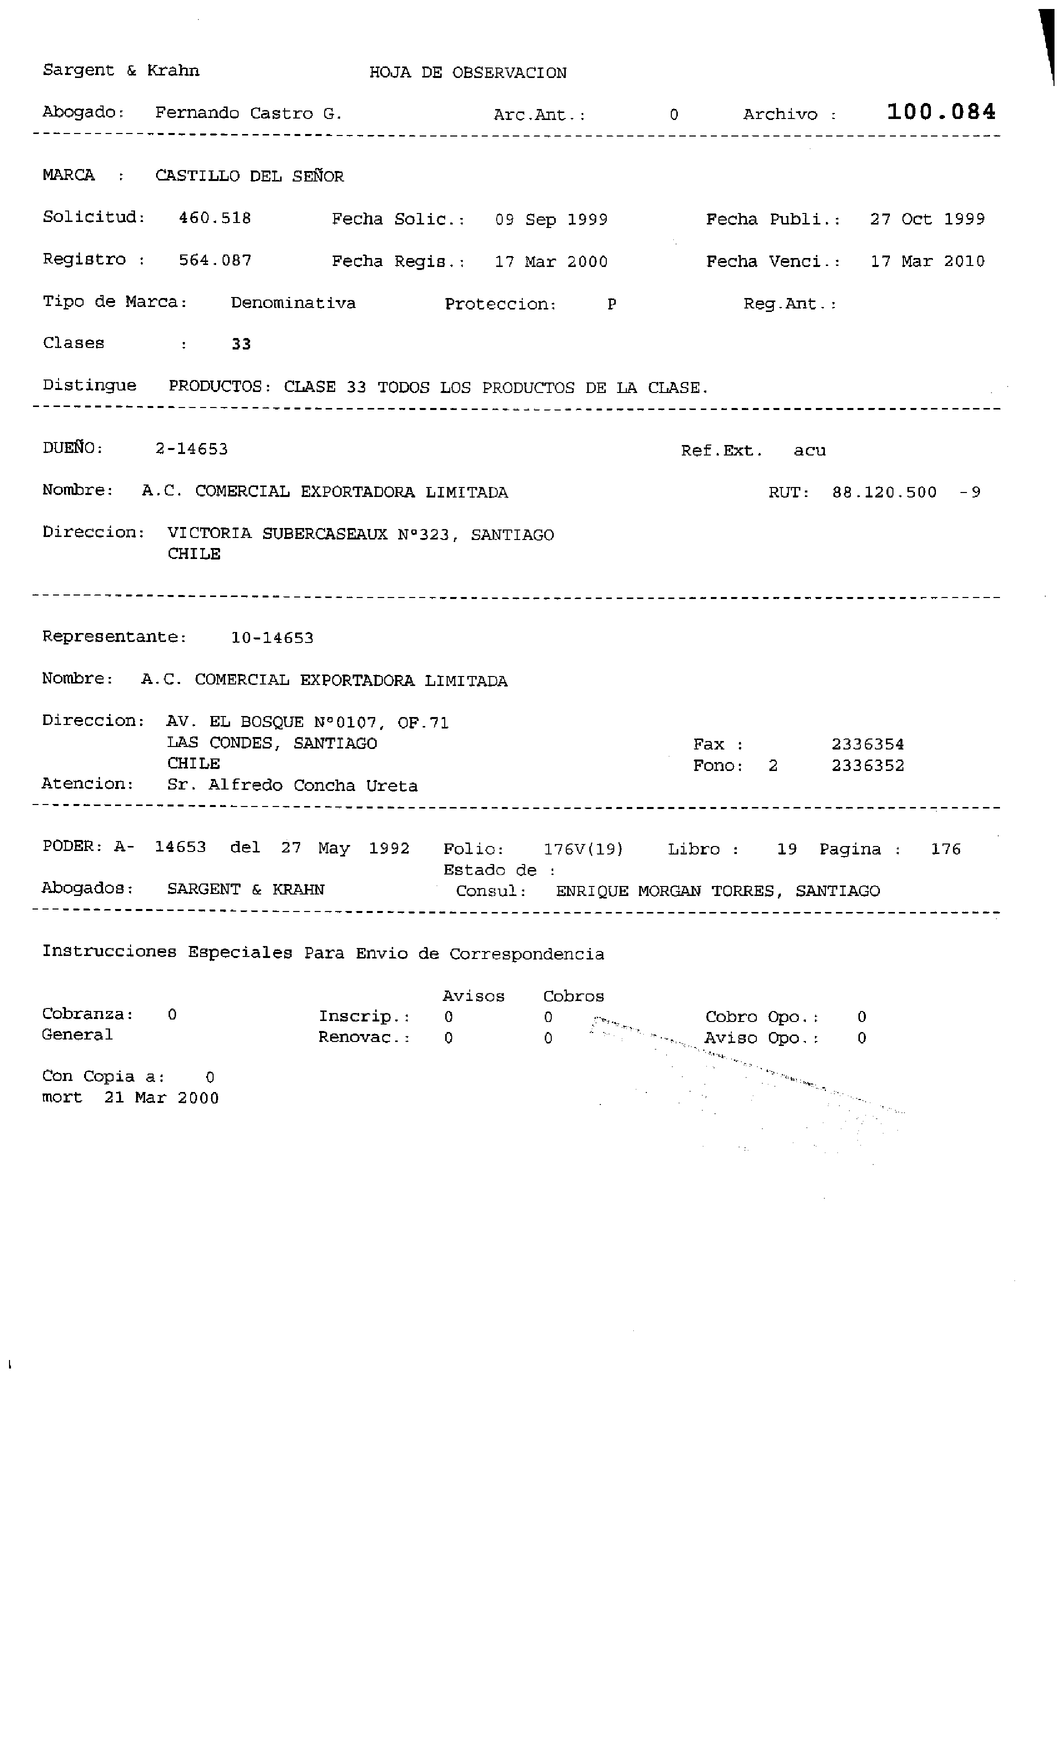 Sargent & Krahn HOJA DE OBSERVACION
Abogado: Fernando Castro G. Arc.Ant.: 0 Archivo : 100.084
MARCA : CASTILLO DEL SEÑOR
Solicitud: 460.518 Fecha Solic.: 09 Sep 1999 Fecha Publi.: 27 Oct 1999
Registro : 564.087 Fecha Regis.: 17 Mar 2000 Fecha Venci.: 17 Mar 2010
Tipo de Marca: Denominativa Proteccion: P Reg.Ant.:
Clases : 33
Distingue PRODUCTOS: CLASE 33 TODOS LOS PRODUCTOS DE LA CLASE.
DUEÑO: 2-14653 Ref.Ext. acu
Nombre: A.C. COMERCIAL EXPORTADORA LIMITADA RUT: 88.120.500 -9
Direccion: VICTORIA SUBERCASEAUX N°323, SANTIAGO
CHILE
Representante: 10-14653
Nombre: A.C. COMERCIAL EXPORTADORA LIMITADA
Direccion: AV. EL BOSQUE N°0107, OF.71
LAS CONDES, SANTIAGO Fax : 2336354
CHILE Fono: 2 2336352
Atencion: Sr. Alfredo Concha Ureta
PODER: A- 14653 del 27 May 1992 Folio: 176V(19) Libro : 19 Pagina : 176
Estado de :
Abogados: SARGENT & KRAHN Consul: ENRIQUE MORGAN TORRES, SANTIAGO
Instrucciones Especiales Para Envio de Correspondencia
Avisos Cobros
Cobranza: 0 Inscrip.: 0 0 Cobro Opo.: 0
General Renovac.: 0 0 Aviso Opo.: 0
Con Copia a: 0
mort 21 Mar 2000